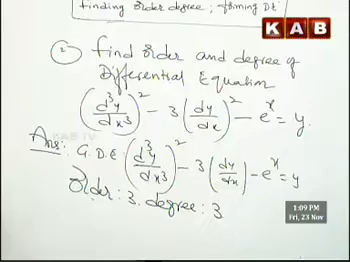 finding order degree ; forming DE
KAB
② find order and degree of
Differential Equation
(d³y/dx³)² - 3(dy/dx)² - eˣ = y.
KAB TV
Ans: G.D.E (d³y/dx³)² - 3(dy/dx) - eˣ = y
Order: 3. degree: 3
1:09 PM
Fri, 23 Nov